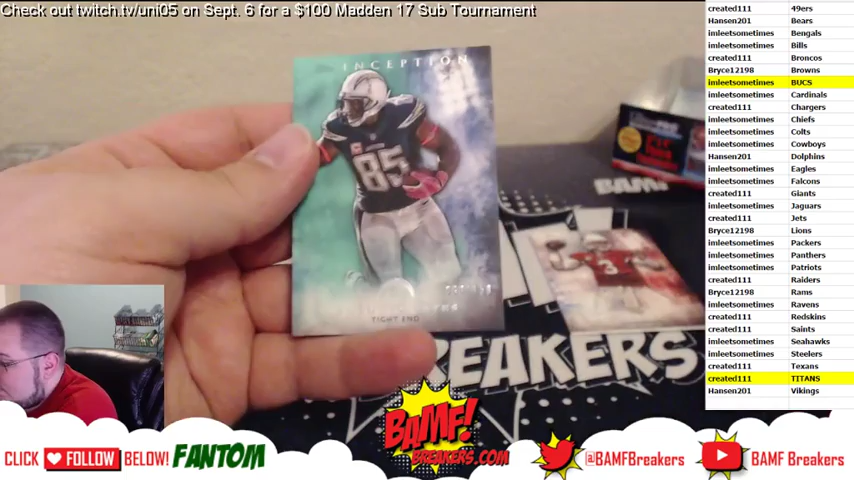 Check out twitch.tv/uni05 on Sept. 6 for a $100 Madden 17 Sub Tournament
created111 49ers
Hansen201 Bears
imleetsometimes Bengals
imleetsometimes Bills
created111 Broncos
Bryce12198 Browns
imleetsometimes BUCS
imleetsometimes Cardinals
created111 Chargers
imleetsometimes Chiefs
imleetsometimes Colts
imleetsometimes Cowboys
Hansen201 Dolphins
imleetsometimes Eagles
imleetsometimes Falcons
created111 Giants
imleetsometimes Jaguars
created111 Jets
Bryce12198 Lions
imleetsometimes Packers
imleetsometimes Panthers
imleetsometimes Patriots
created111 Raiders
Bryce12198 Rams
imleetsometimes Ravens
created111 Redskins
created111 Saints
imleetsometimes Seahawks
imleetsometimes Steelers
created111 Texans
created111 TITANS
Hansen201 Vikings
INCEPTION
85
TIGHT END
BAMF!
3
BREAKERS
CLICK FOLLOW BELOW! FANTOM
BAMF!
BREAKERS.COM
@BAMFBreakers
BAMF Breakers